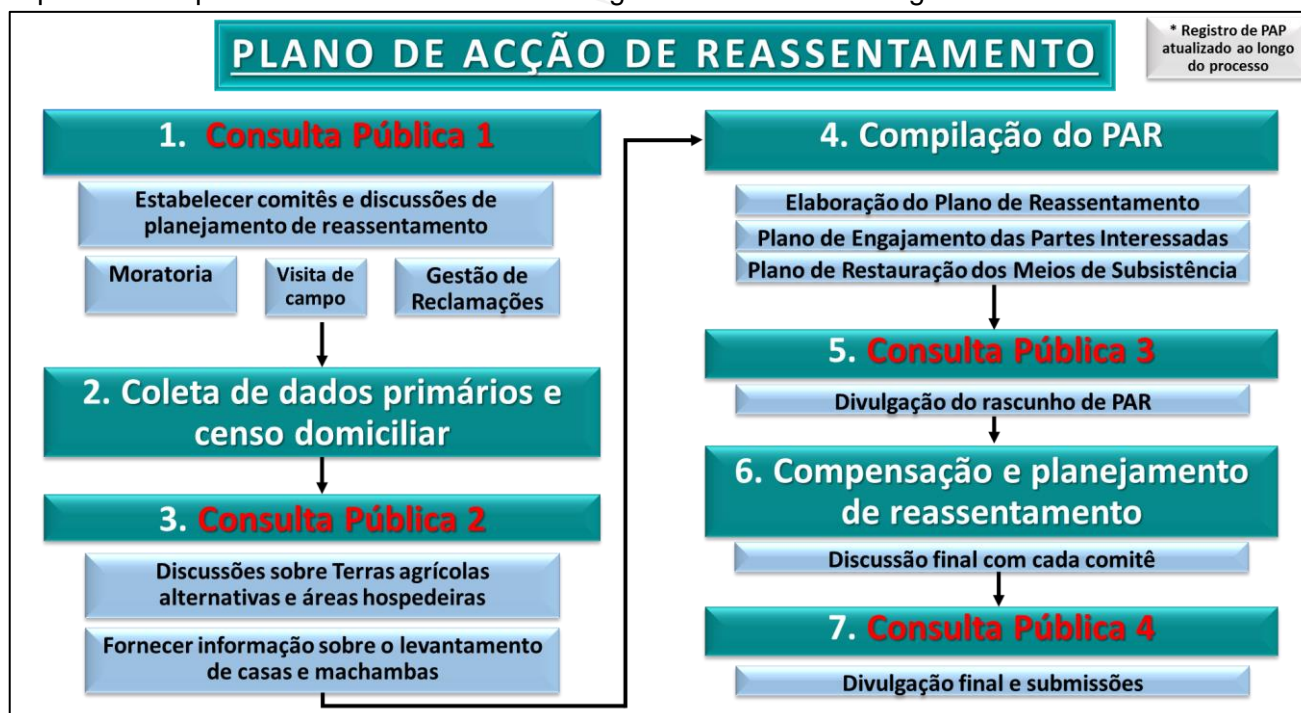 PLANO DE ACÇÃO DE REASSENTAMENTO
* Registro de PAP
atualizado ao longo
do processo
1. Consulta Pública 1
Estabelecer comitês e discussões de
planejamento de reassentamento
Moratoria
Visita de
campo
Gestão de
Reclamações
2. Coleta de dados primários e
censo domiciliar
3. Consulta Pública 2
Discussões sobre Terras agrícolas
alternativas e áreas hospedeiras
Fornecer informação sobre o levantamento
de casas e machambas
4. Compilação do PAR
Elaboração do Plano de Reassentamento
Plano de Engajamento das Partes Interessadas
Plano de Restauração dos Meios de Subsistência
5. Consulta Pública 3
Divulgação do rascunho de PAR
6. Compensação e planejamento
de reassentamento
Discussão final com cada comitê
7. Consulta Pública 4
Divulgação final e submissões